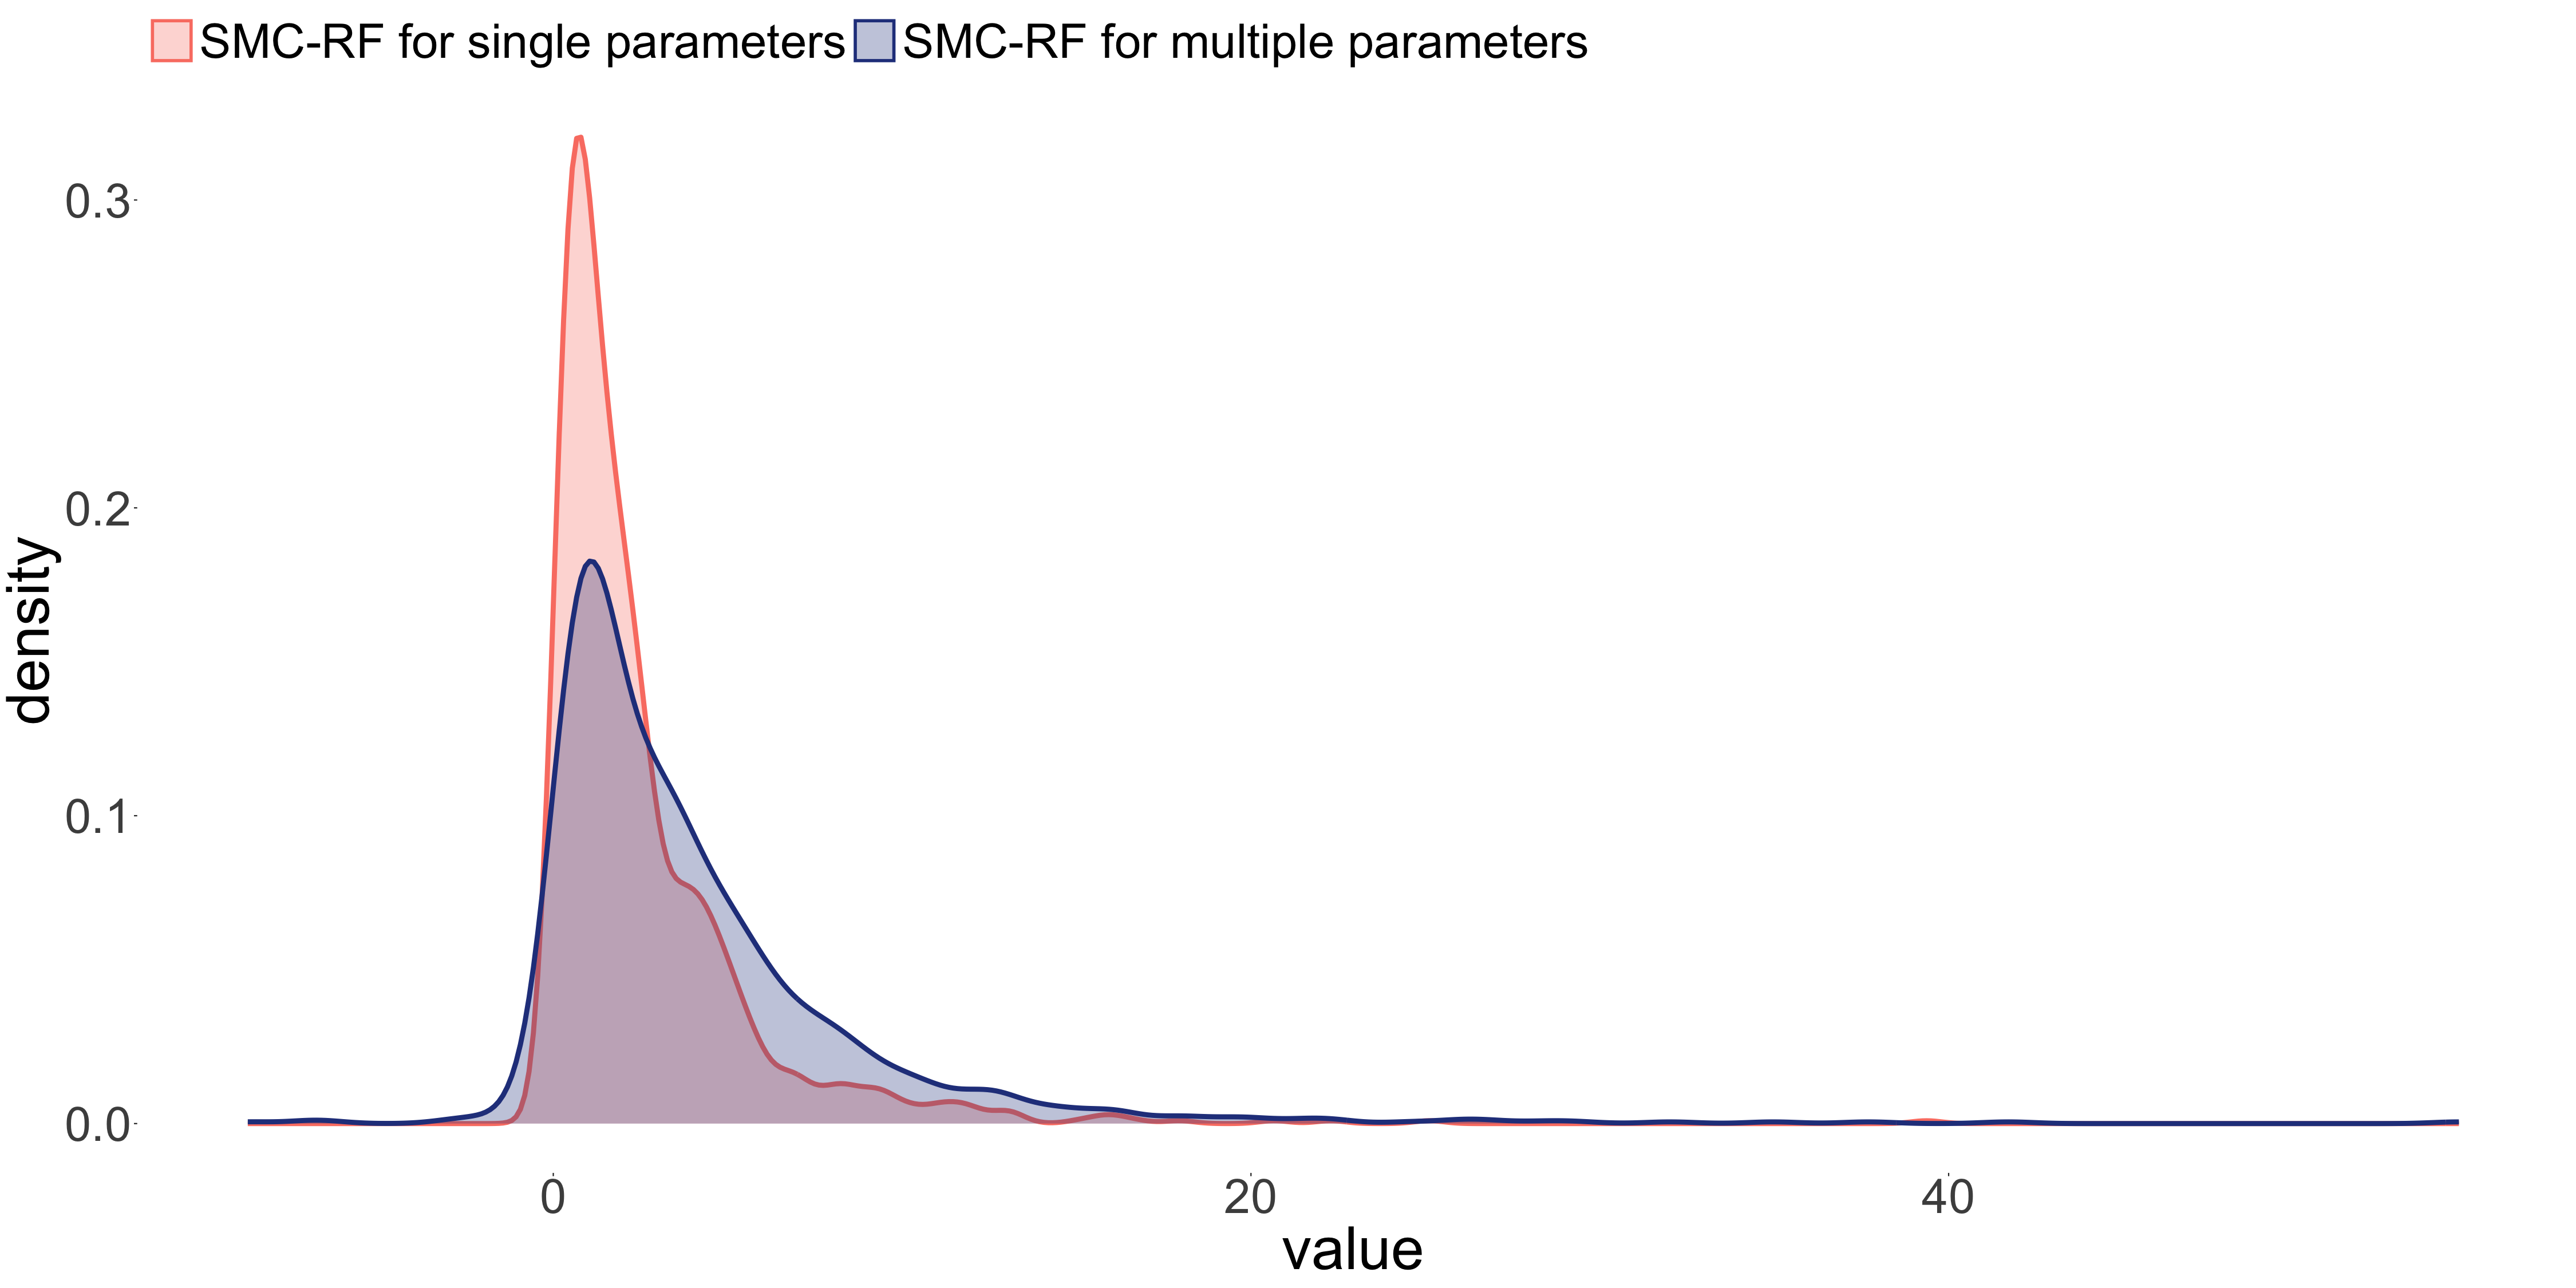 SMC-RF for single parameters SMC-RF for multiple parameters
0.3
0.2
0.1
0.0
density
0 20 40
value